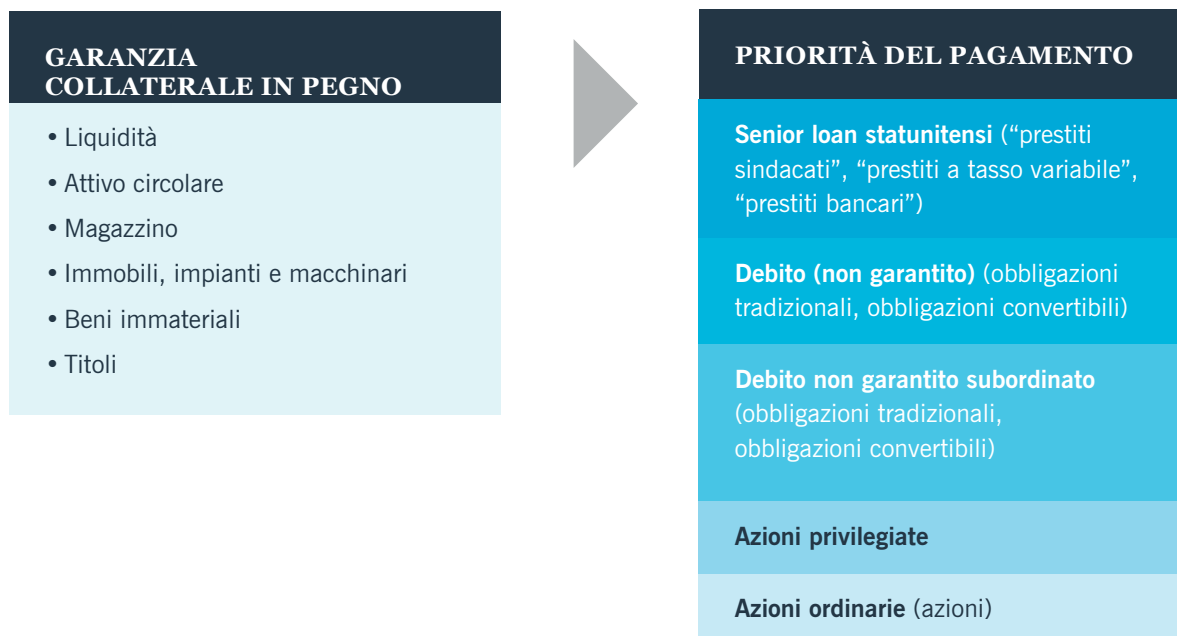 GARANZIA
COLLATERALE IN PEGNO
• Liquidità
• Attivo circolare
• Magazzino
• Immobili, impianti e macchinari
• Beni immateriali
• Titoli
PRIORITÀ DEL PAGAMENTO
Senior loan statunitensi (“prestiti
sindacati”, “prestiti a tasso variabile”,
“prestiti bancari”)
Debito (non garantito) (obbligazioni
tradizionali, obbligazioni convertibili)
Debito non garantito subordinato
(obbligazioni tradizionali,
obbligazioni convertibili)
Azioni privilegiate
Azioni ordinarie (azioni)